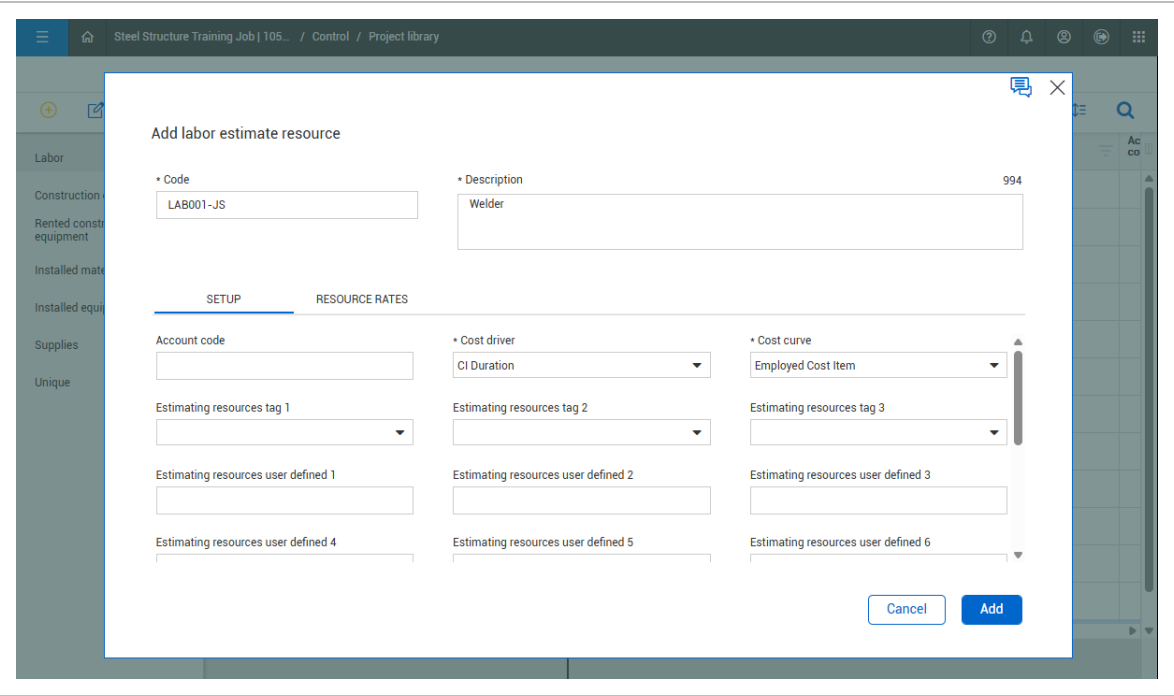 Steel Structure Training Job | 105... / Control / Project library
Add labor estimate resource
Ac
co
Labor
Construction
Rented constr
equipment
Installed mate
Installed equip
Supplies
Unique
* Code
* Description
994
LAB001-JS
Welder
SETUP
RESOURCE RATES
Account code
* Cost driver
* Cost curve
CI Duration
Employed Cost Item
Estimating resources tag 1
Estimating resources tag 2
Estimating resources tag 3
Estimating resources user defined 1
Estimating resources user defined 2
Estimating resources user defined 3
Estimating resources user defined 4
Estimating resources user defined 5
Estimating resources user defined 6
Cancel
Add